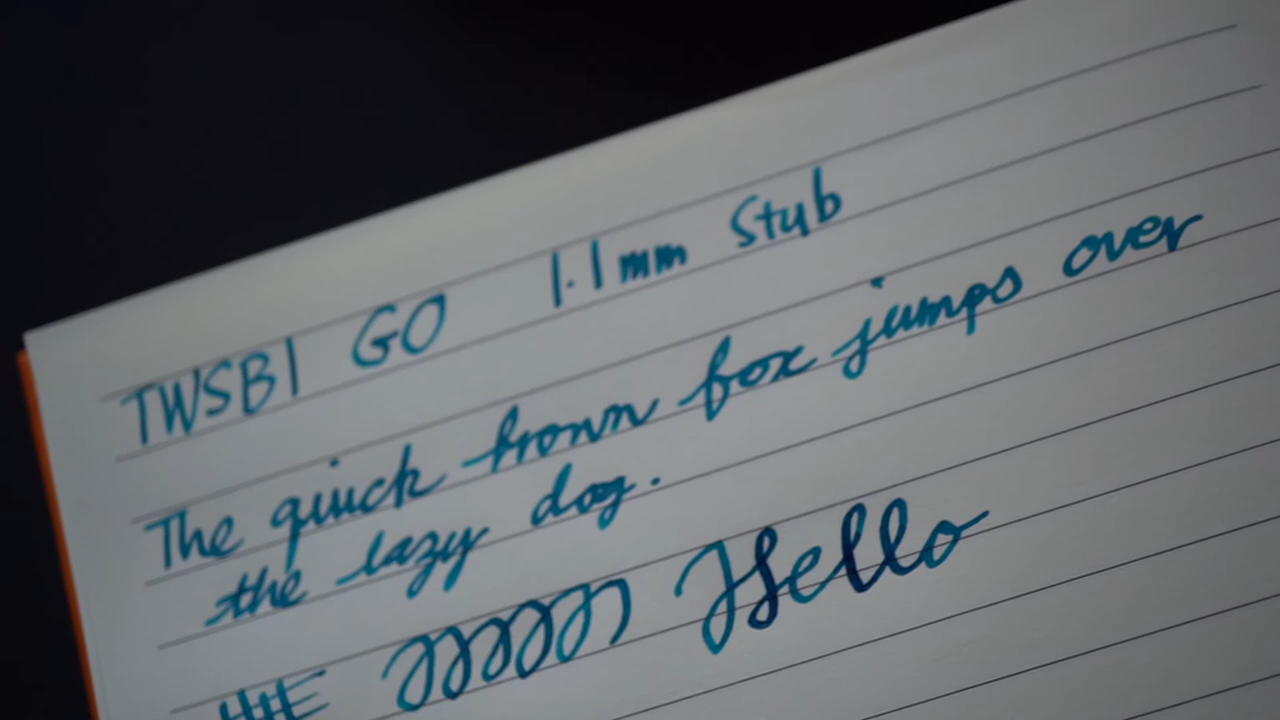 TWSBI GO 1.1mm Stub
The quick brown fox jumps over
the lazy dog.
Hello